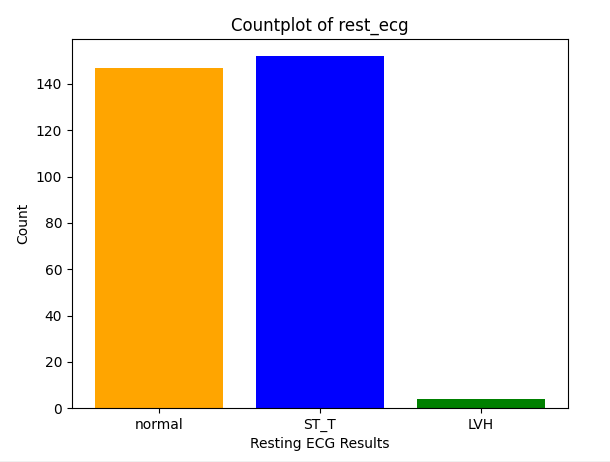 Countplot of rest_ecg
Count
140
120
100
80
60
40
20
0
normal ST_T LVH
Resting ECG Results